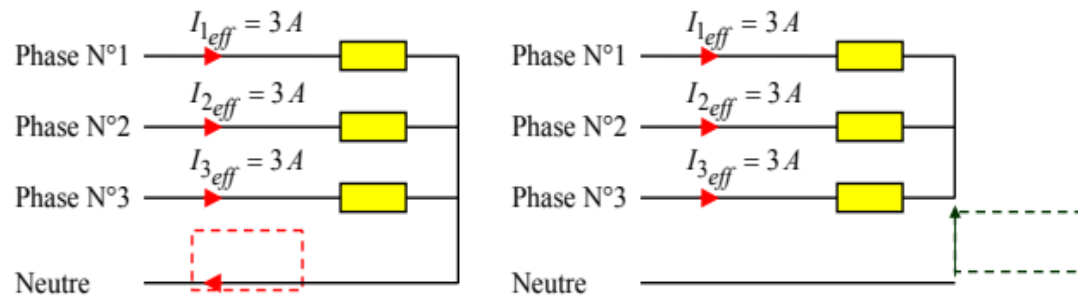 I1eff = 3 A
Phase N°1
I2eff = 3 A
Phase N°2
I3eff = 3 A
Phase N°3
Neutre
I1eff = 3 A
Phase N°1
I2eff = 3 A
Phase N°2
I3eff = 3 A
Phase N°3
Neutre